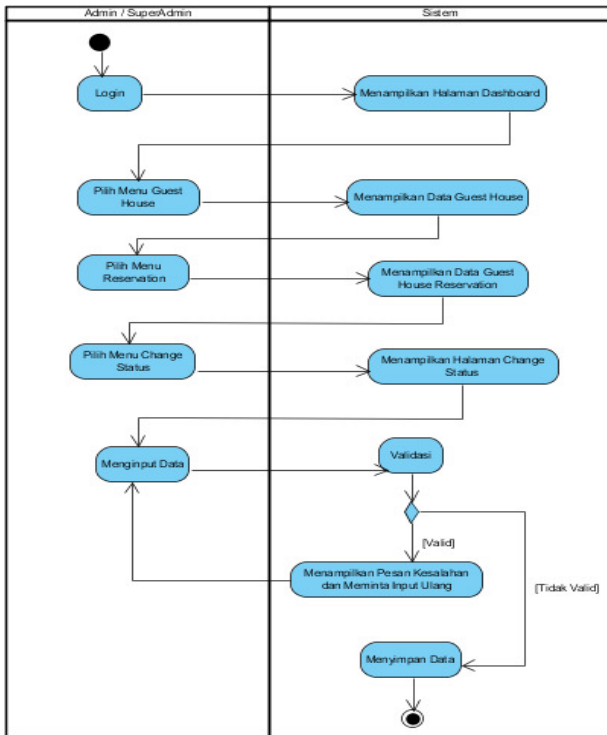 Admin / SuperAdmin
Sistem
Login
Menampilkan Halaman Dashboard
Pilih Menu Guest
House
Menampilkan Data Guest House
Pilih Menu
Reservation
Menampilkan Data Guest
House Reservation
Pilih Menu Change
Status
Menampilkan Halaman Change
Status
Menginput Data
Validasi
[Valid]
Menampilkan Pesan Kesalahan
dan Meminta Input Ulang
[Tidak Valid]
Menyimpan Data